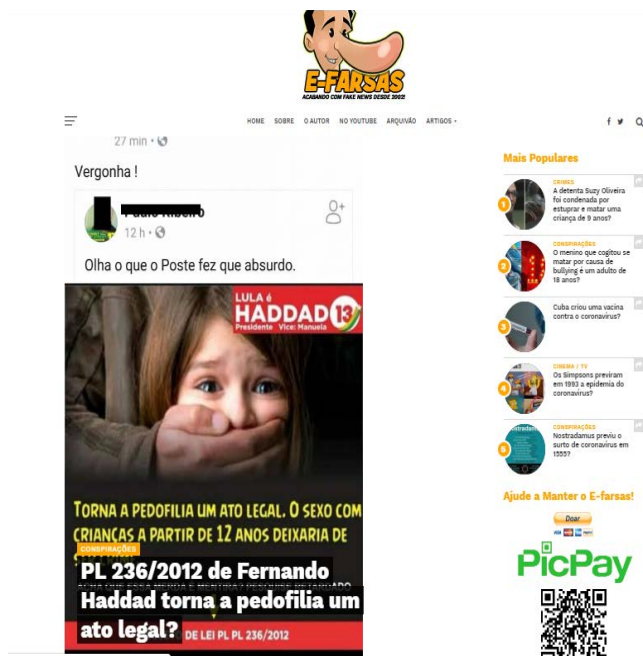 E-FARSAS
ACABANDO COM FAKE NEWS DESDE 2002!
HOME SOBRE O AUTOR NO YOUTUBE ARQUIVÃO ARTIGOS
27 min
Vergonha !
12 h
Olha o que o Poste fez que absurdo.
LULA é
HADDAD 13
Presidente Vice: Manuela
TORNA A PEDOFILIA UM ATO LEGAL. O SEXO COM
CRIANÇAS A PARTIR DE 12 ANOS DEIXARIA DE
CONSPIRAÇÕES
PL 236/2012 de Fernando
Haddad torna a pedofilia um
ato legal?
DE LEI PL PL 236/2012
Mais Populares
1
CRIMES
A detenta Suzy Oliveira
foi condenada por
estuprar e matar uma
criança de 9 anos?
2
CONSPIRAÇÕES
O menino que cogitou se
matar por causa de
bullying é um adulto de
18 anos?
3
Cuba criou uma vacina
contra o coronavírus?
4
CINEMA / TV
Os Simpsons previram
em 1993 a epidemia do
coronavírus?
5
CONSPIRAÇÕES
Nostradamus previu o
surto de coronavírus em
1555?
Ajude a Manter o E-farsas!
Doar
PicPay